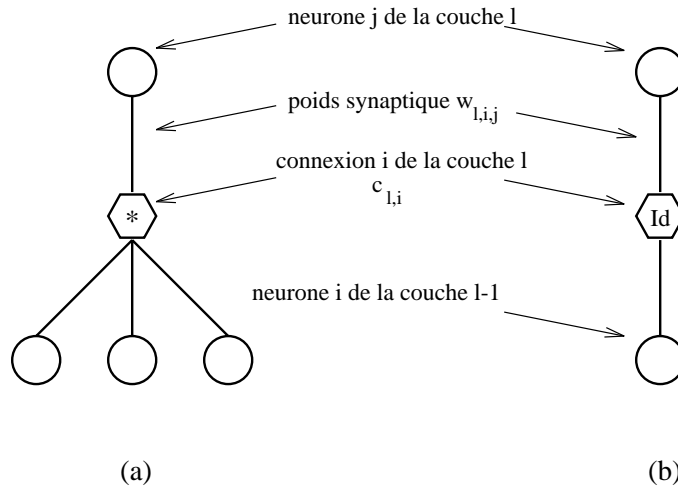 neurone j de la couche l
poids synaptique w l,i,j
connexion i de la couche l
c l,i
* Id
neurone i de la couche l-1
(a) (b)